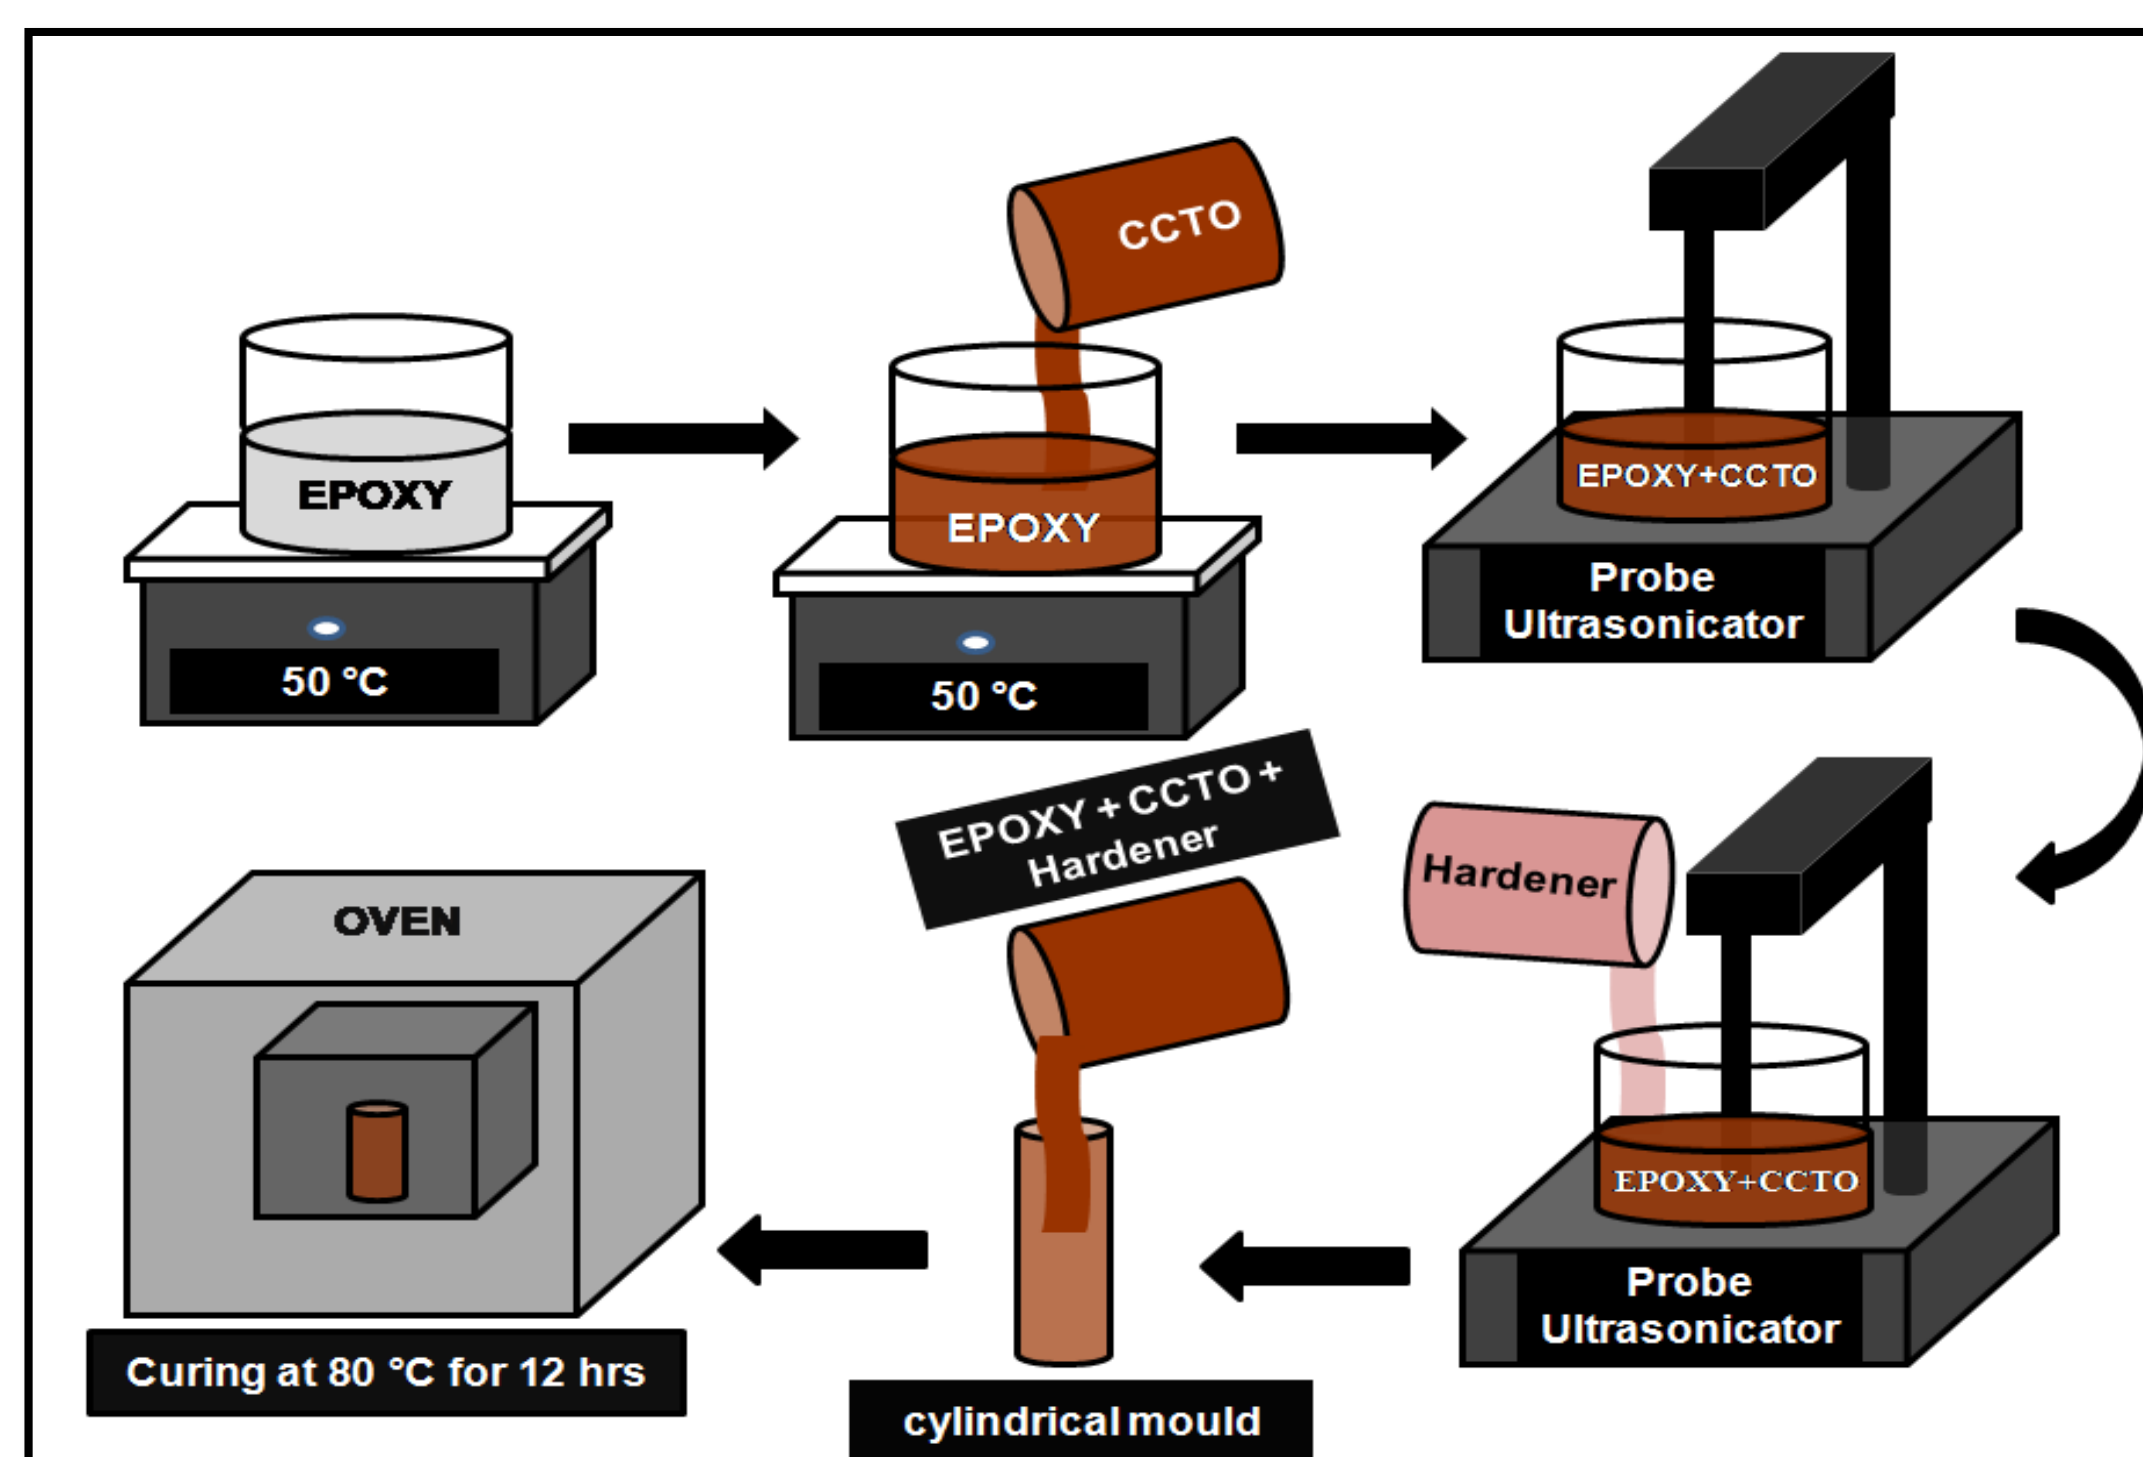 CCTO
EPOXY
50 °C
EPOXY
50 °C
EPOXY+CCTO
Probe
Ultrasonicator
Hardener
EPOXY+CCTO
Probe
Ultrasonicator
EPOXY + CCTO +
Hardener
cylindrical mould
OVEN
Curing at 80 °C for 12 hrs